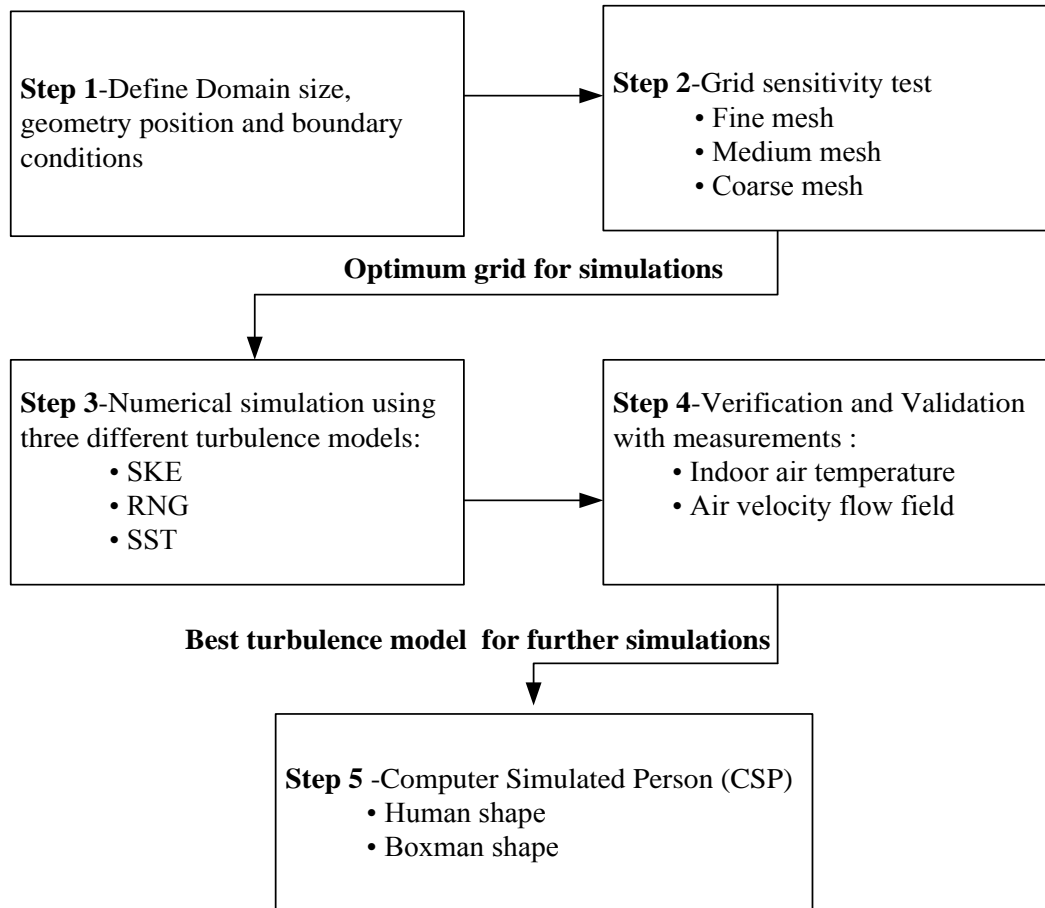 Step 1-Define Domain size,
geometry position and boundary
conditions
Step 2-Grid sensitivity test
• Fine mesh
• Medium mesh
• Coarse mesh
Optimum grid for simulations
Step 3-Numerical simulation using
three different turbulence models:
• SKE
• RNG
• SST
Step 4-Verification and Validation
with measurements :
• Indoor air temperature
• Air velocity flow field
Best turbulence model for further simulations
Step 5 -Computer Simulated Person (CSP)
• Human shape
• Boxman shape